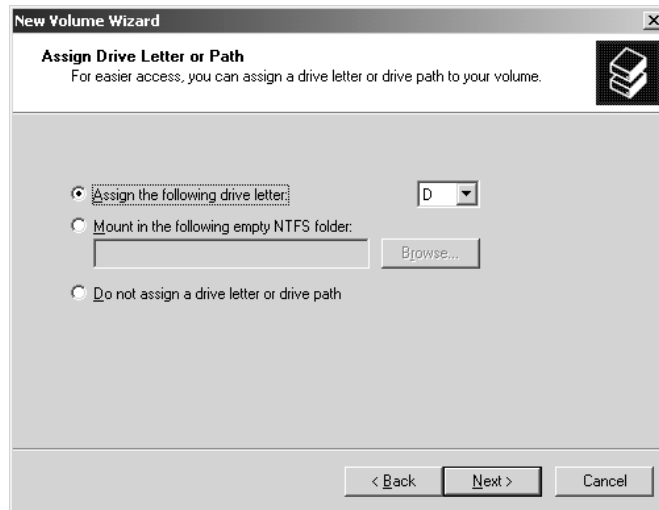 New Volume Wizard
Assign Drive Letter or Path
For easier access, you can assign a drive letter or drive path to your volume.
Assign the following drive letter: D
Mount in the following empty NTFS folder:
Browse...
Do not assign a drive letter or drive path
< Back Next > Cancel